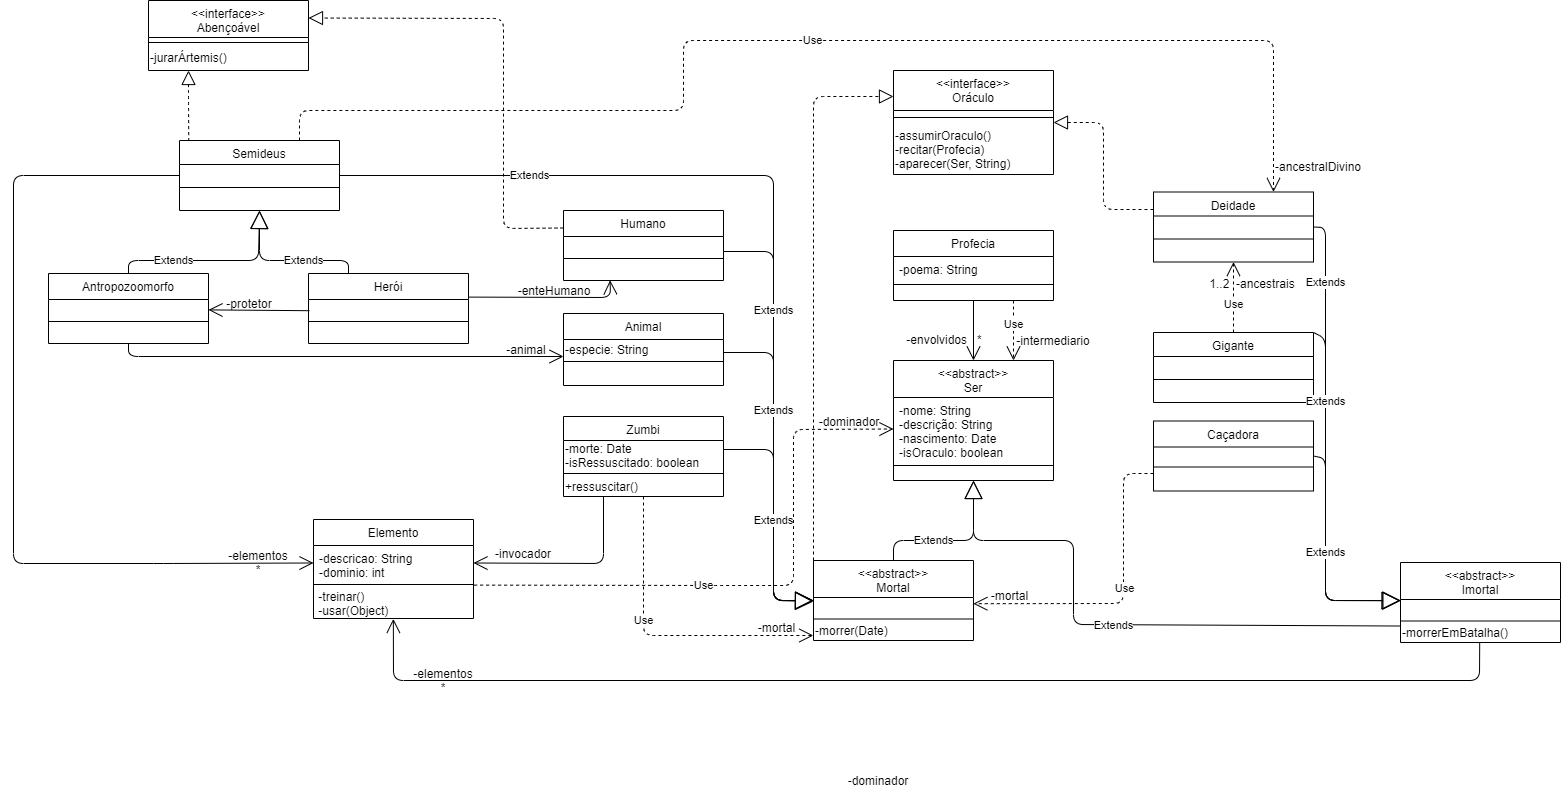 <<interface>>
Abençoável
-jurarÁrtemis()
Use
<<interface>>
Oráculo
-assumirOraculo()
-recitar(Profecia)
-aparecer(Ser, String)
Semideus
Extends
-ancestralDivino
Deidade
Humano
Profecia
-poema: String
Extends
Extends
Antropozoomorfo
Herói
-protetor
-enteHumano
1..2
-ancestrais
Extends
Use
Extends
Animal
-especie: String
-animal
Use
-envolvidos
*
-intermediario
Gigante
<<abstract>>
Ser
-nome: String
-descrição: String
-nascimento: Date
-isOraculo: boolean
Extends
Extends
-dominador
Zumbi
-morte: Date
-isRessuscitado: boolean
+ressuscitar()
Caçadora
Extends
Elemento
-descricao: String
-dominio: int
-treinar()
-usar(Object)
-elementos
*
-invocador
Extends
Extends
Use
<<abstract>>
Mortal
-morrer(Date)
-mortal
Use
<<abstract>>
Imortal
-morrerEmBatalha()
Use
-mortal
Extends
-elementos
*
-dominador